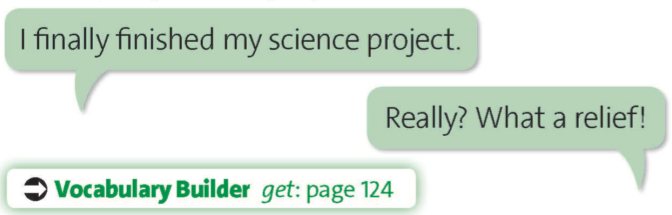 I finally finished my science project.
Really? What a relief!
➲ Vocabulary Builder get: page 124